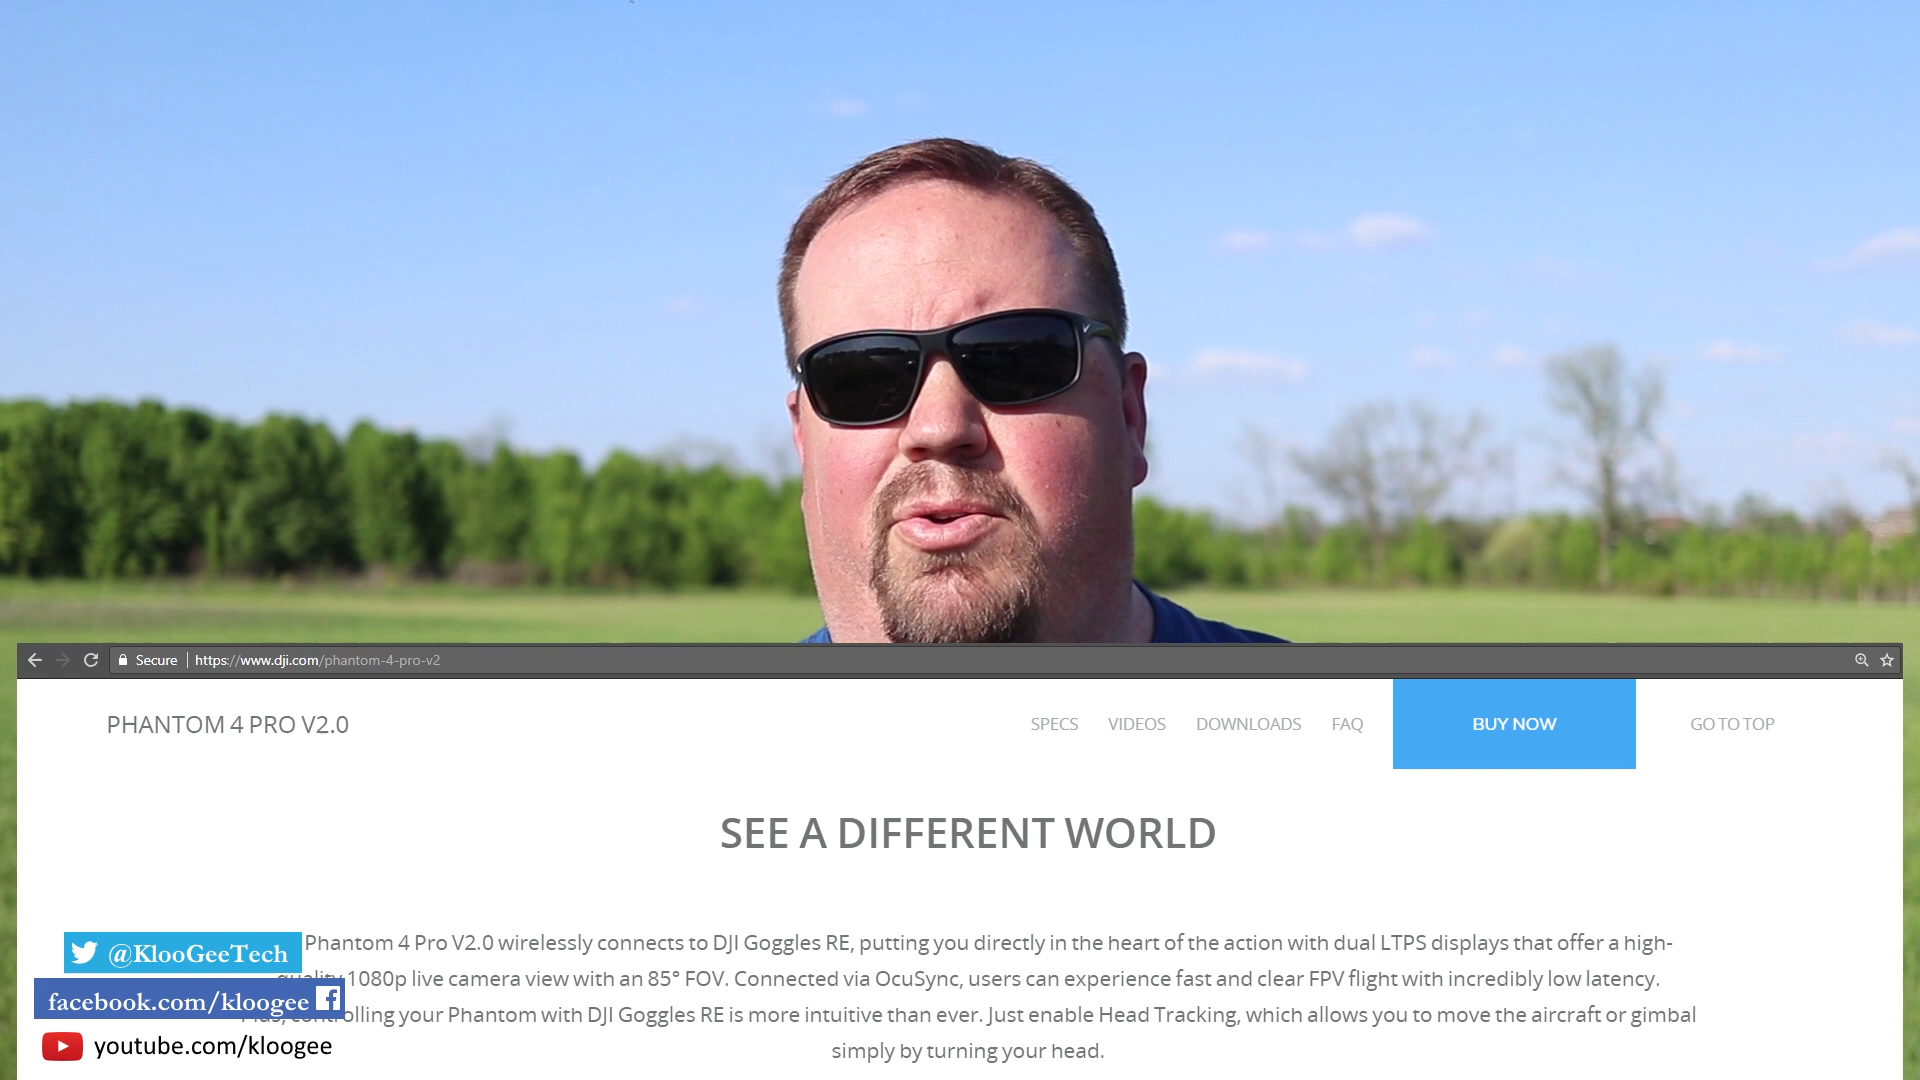 Secure https://www.dji.com/phantom-4-pro-v2
PHANTOM 4 PRO V2.0 SPECS VIDEOS DOWNLOADS FAQ BUY NOW GO TO TOP
SEE A DIFFERENT WORLD
Phantom 4 Pro V2.0 wirelessly connects to DJI Goggles RE, putting you directly in the heart of the action with dual LTPS displays that offer a high-
quality 1080p live camera view with an 85° FOV. Connected via OcuSync, users can experience fast and clear FPV flight with incredibly low latency.
Plus, controlling your Phantom with DJI Goggles RE is more intuitive than ever. Just enable Head Tracking, which allows you to move the aircraft or gimbal
simply by turning your head.
@KlooGeeTech
facebook.com/kloogee
youtube.com/kloogee